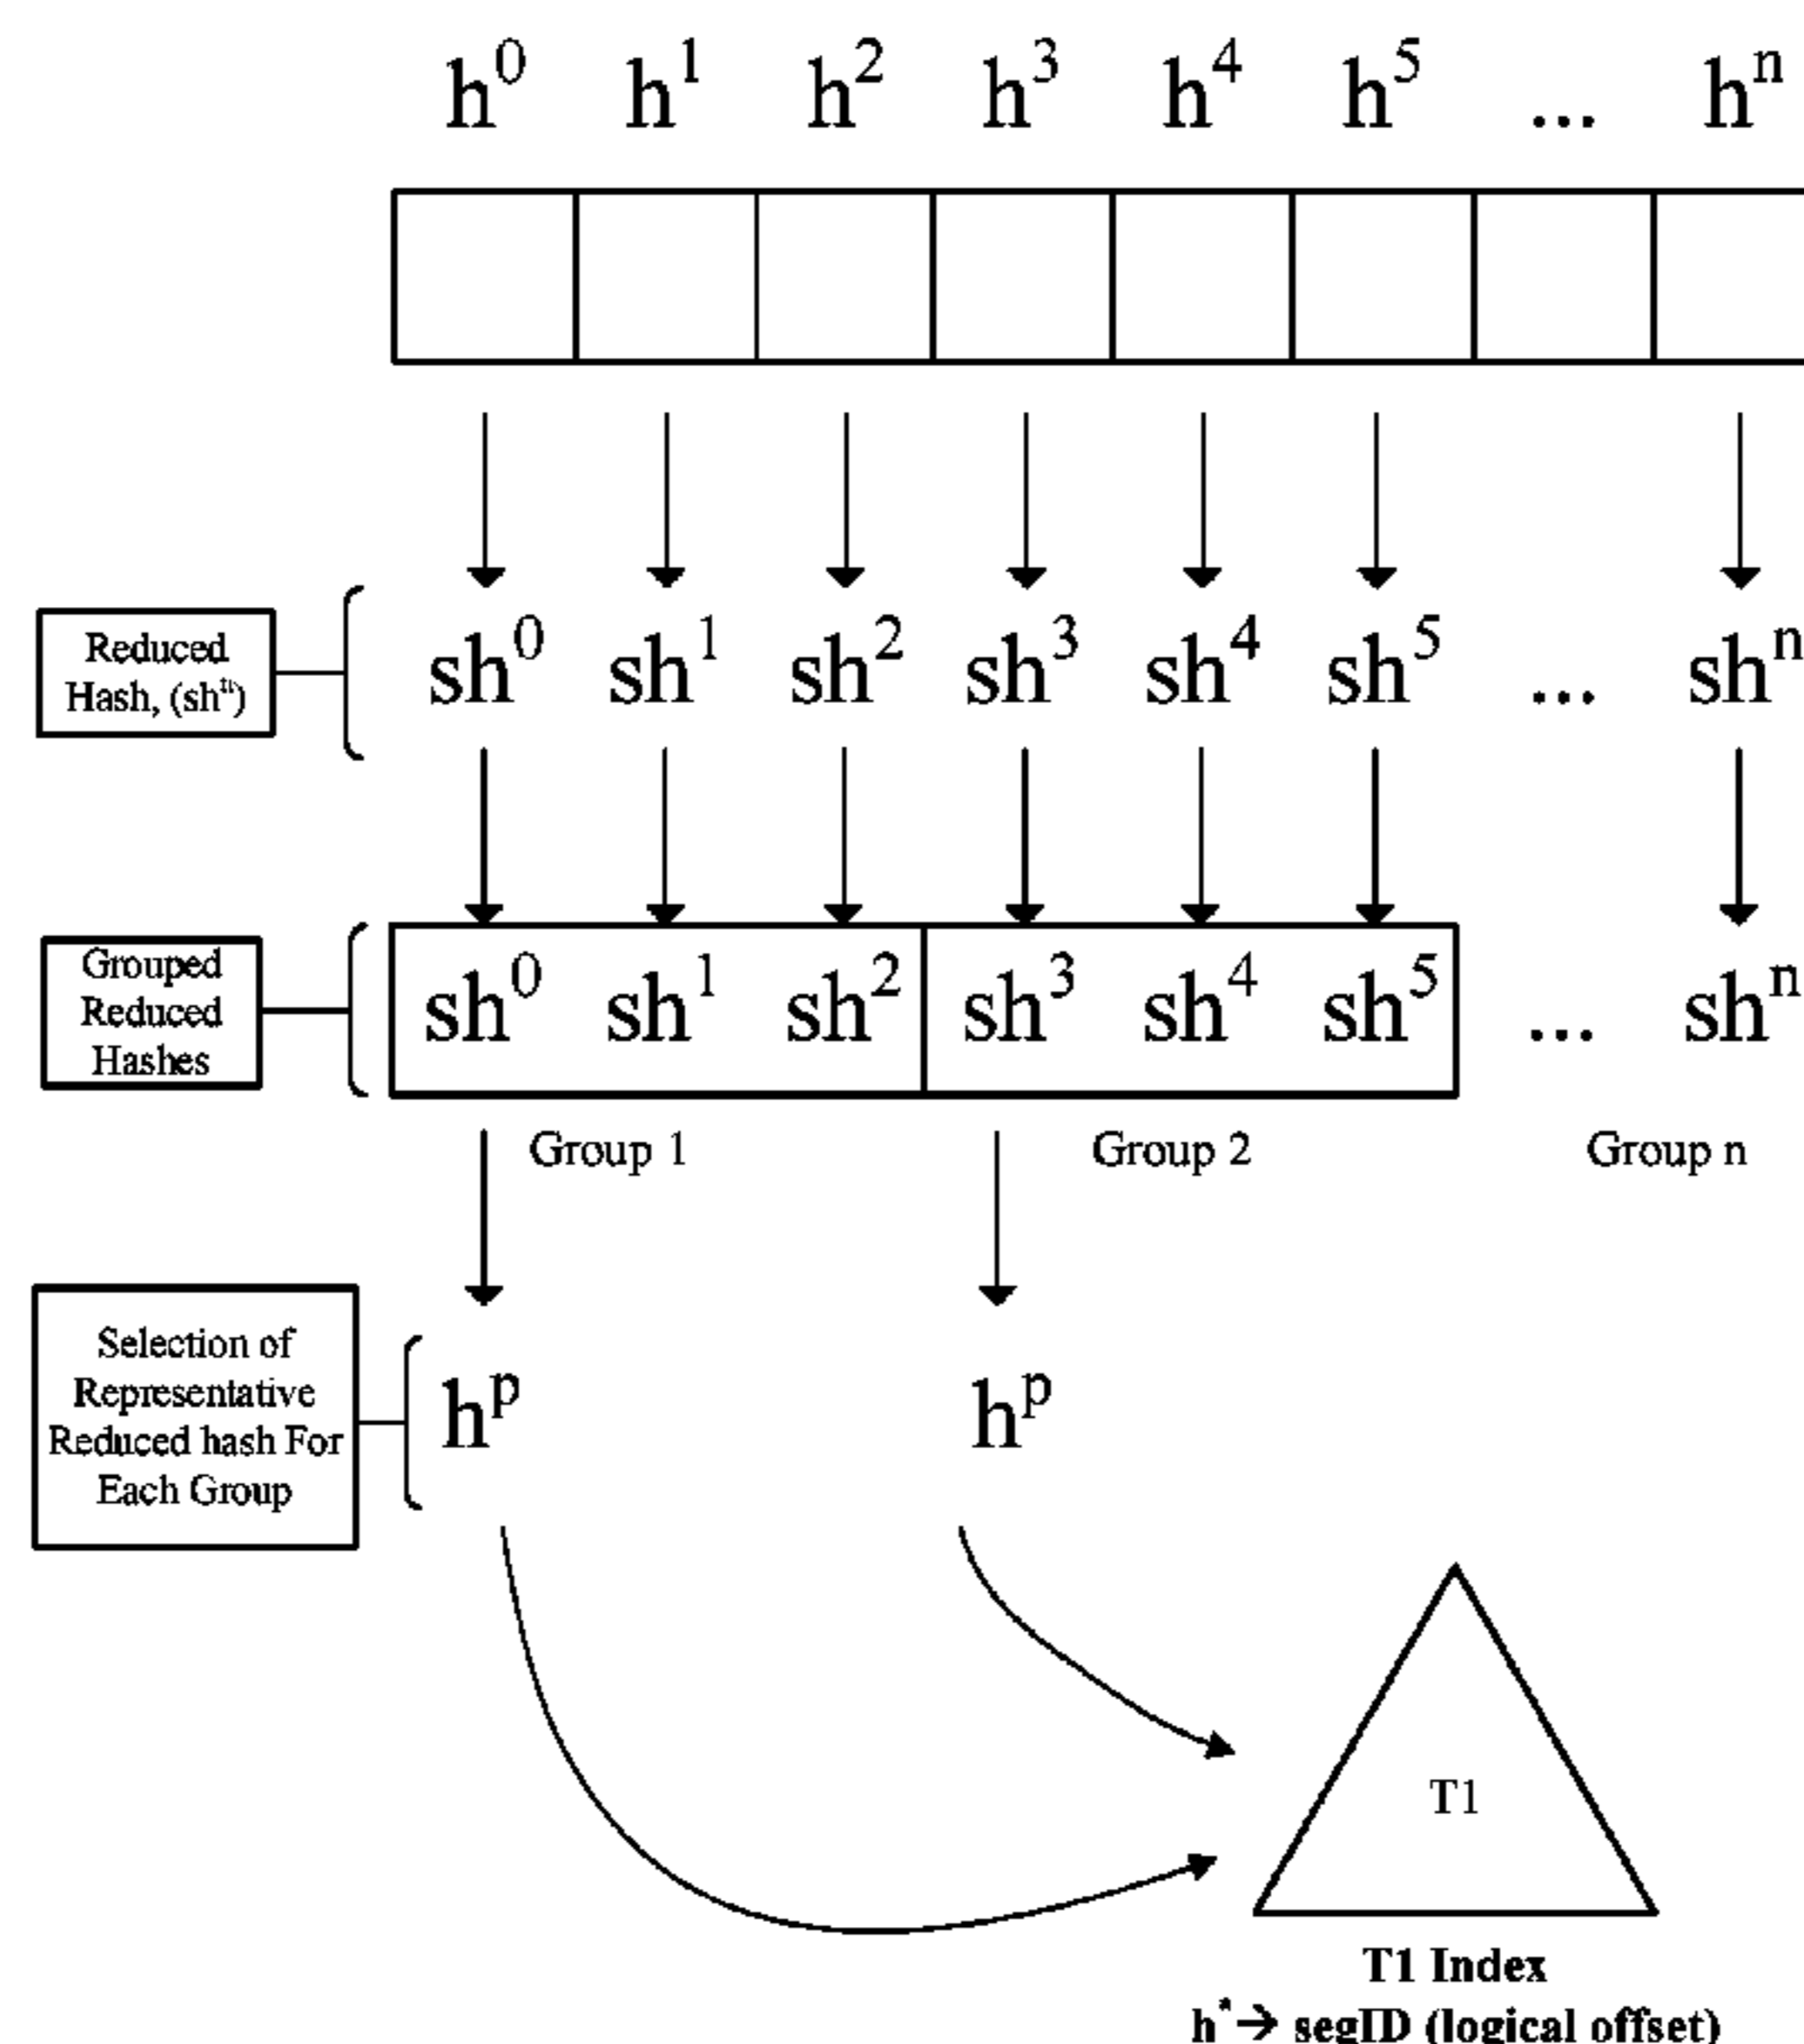 h⁰ h¹ h² h³ h⁴ h⁵ ... hⁿ
Reduced
Hash, (shⁿ)
sh⁰ sh¹ sh² sh³ sh⁴ sh⁵ ... shⁿ
Grouped
Reduced
Hashes
sh⁰ sh¹ sh² sh³ sh⁴ sh⁵ ... shⁿ
Group 1 Group 2 Group n
Selection of
Representative
Reduced hash For
Each Group
hᵖ hᵖ
T1
T1 Index
h* → segID (logical offset)